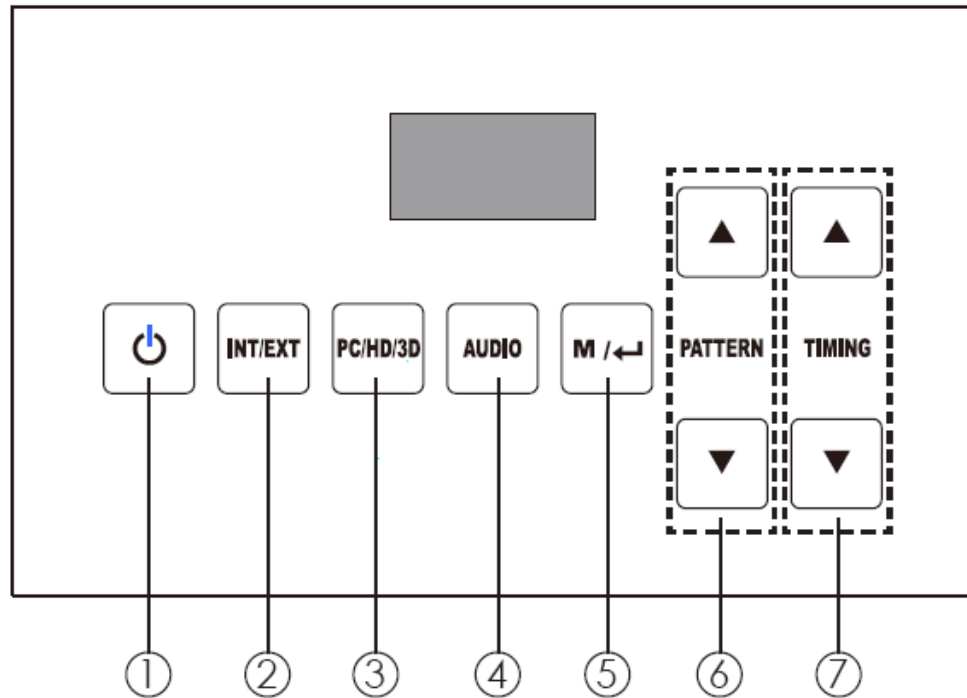 INT/EXT PC/HD/3D AUDIO M /↵ PATTERN TIMING
① ② ③ ④ ⑤ ⑥ ⑦